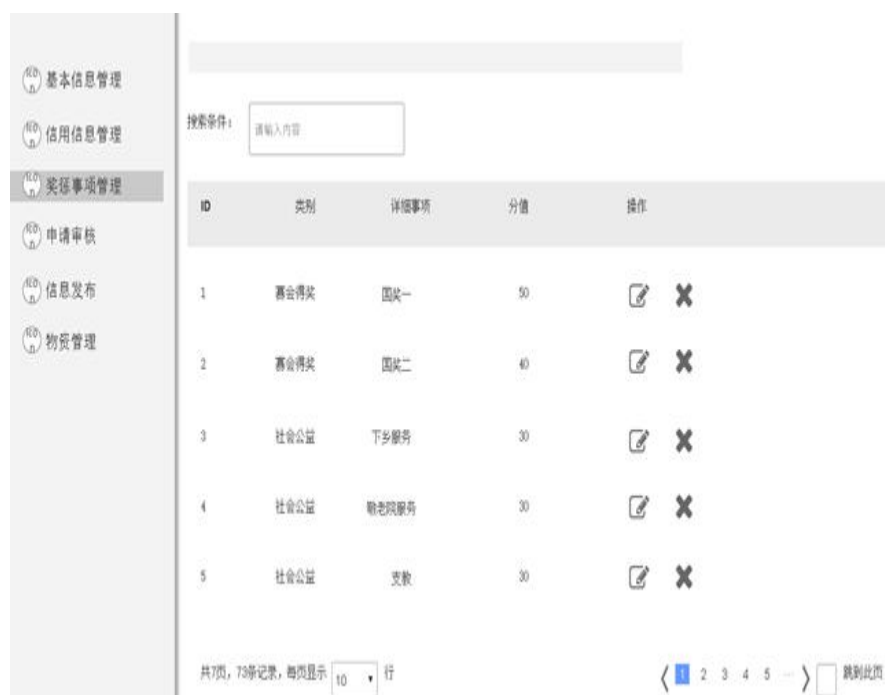 基本信息管理
信用信息管理
奖惩事项管理
申请审核
信息发布
物资管理
搜索条件：
请输入内容
ID 类别 详细事项 分值 操作
1 赛会得奖 国奖一 50
2 赛会得奖 国奖二 40
3 社会公益 下乡服务 30
4 社会公益 敬老院服务 30
5 社会公益 支教 30
共7页，73条记录，每页显示 10 行
1 2 3 4 5 ... 跳到此页